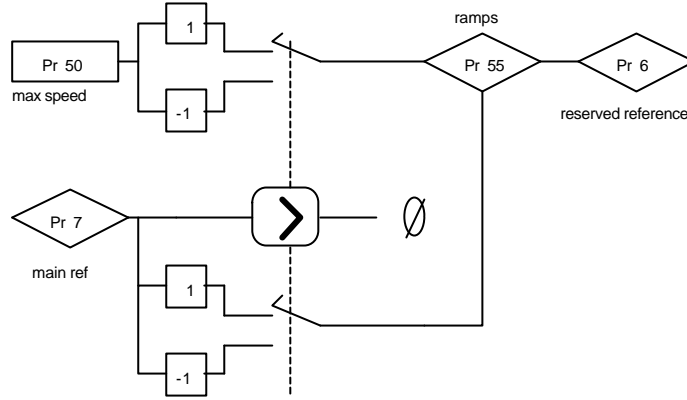 ramps
1
Pr 50
Pr 55
Pr 6
max speed
-1
reserved reference
>
Ø
Pr 7
main ref
1
-1